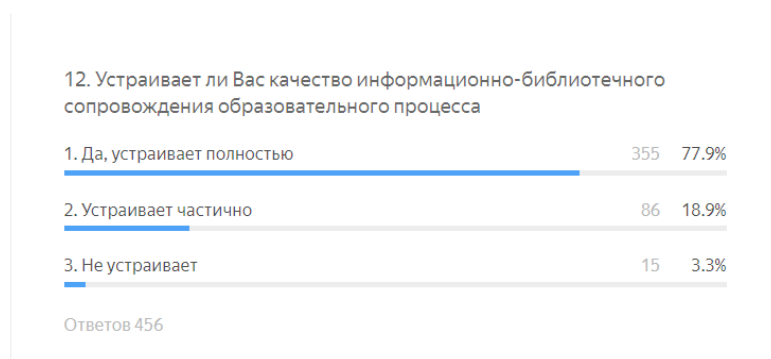 12. Устраивает ли Вас качество информационно-библиотечного
сопровождения образовательного процесса
1. Да, устраивает полностью 355 77.9%
2. Устраивает частично 86 18.9%
3. Не устраивает 15 3.3%
Ответов 456